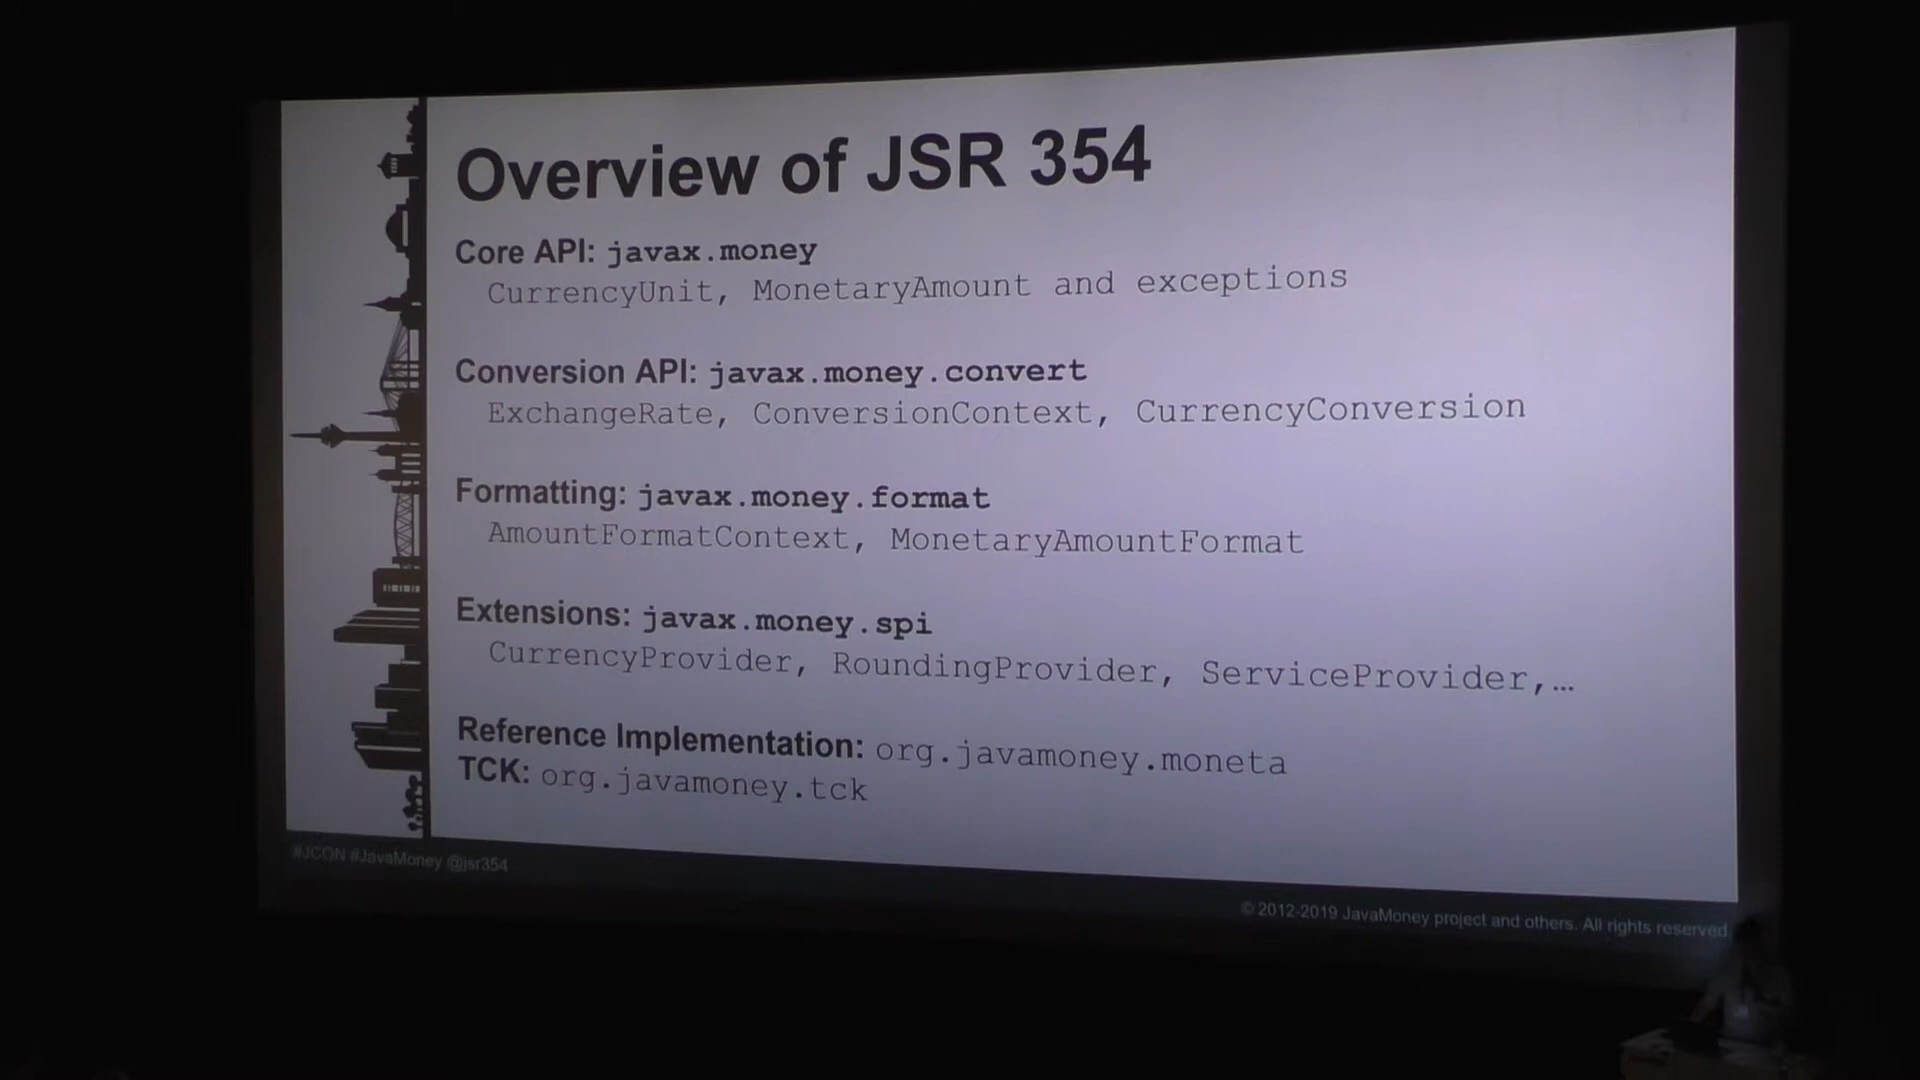 Overview of JSR 354
Core API: javax.money
CurrencyUnit, MonetaryAmount and exceptions
Conversion API: javax.money.convert
ExchangeRate, ConversionContext, CurrencyConversion
Formatting: javax.money.format
AmountFormatContext, MonetaryAmountFormat
Extensions: javax.money.spi
CurrencyProvider, RoundingProvider, ServiceProvider,…
Reference Implementation: org.javamoney.moneta
TCK: org.javamoney.tck
#JCON #JavaMoney @jsr354
© 2012-2019 JavaMoney project and others. All rights reserved.